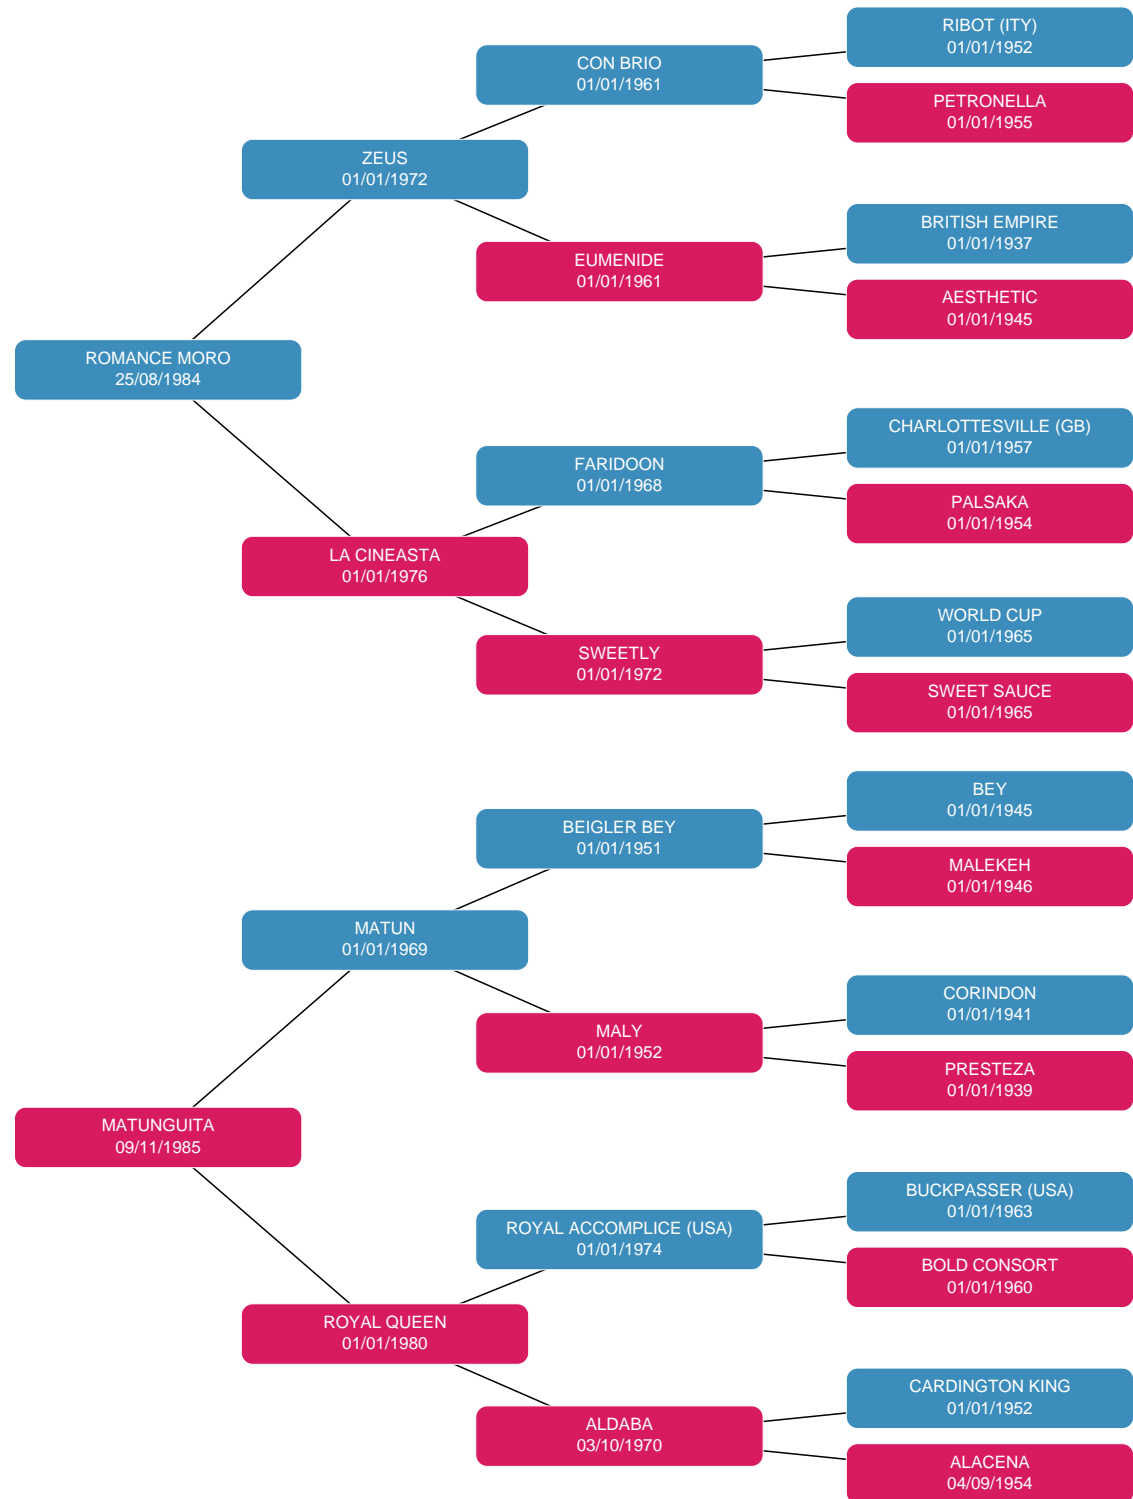 RIBOT (ITY)
01/01/1952
CON BRIO
01/01/1961
PETRONELLA
01/01/1955
ZEUS
01/01/1972
BRITISH EMPIRE
01/01/1937
EUMENIDE
01/01/1961
AESTHETIC
01/01/1945
ROMANCE MORO
25/08/1984
CHARLOTTESVILLE (GB)
01/01/1957
FARIDOON
01/01/1968
PALSAKA
01/01/1954
LA CINEASTA
01/01/1976
WORLD CUP
01/01/1965
SWEETLY
01/01/1972
SWEET SAUCE
01/01/1965
BEY
01/01/1945
BEIGLER BEY
01/01/1951
MALEKEH
01/01/1946
MATUN
01/01/1969
CORINDON
01/01/1941
MALY
01/01/1952
PRESTEZA
01/01/1939
MATUNGUITA
09/11/1985
BUCKPASSER (USA)
01/01/1963
ROYAL ACCOMPLICE (USA)
01/01/1974
BOLD CONSORT
01/01/1960
ROYAL QUEEN
01/01/1980
CARDINGTON KING
01/01/1952
ALDABA
03/10/1970
ALACENA
04/09/1954